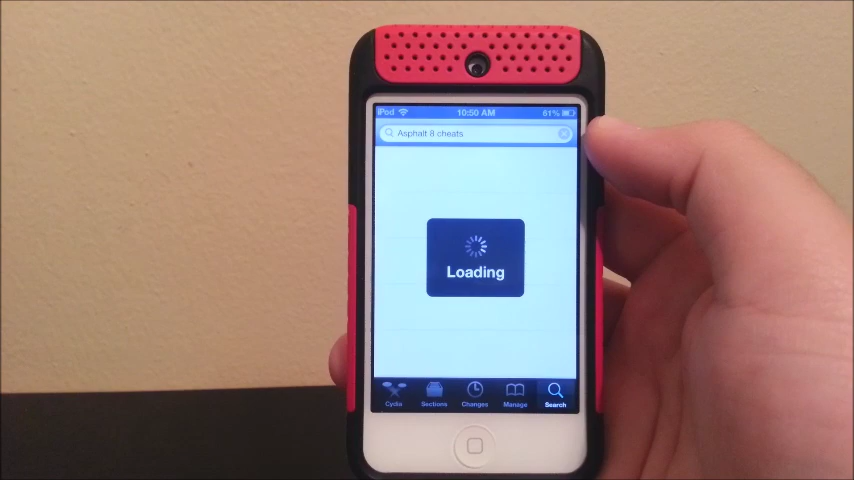 iPod 10:50 AM 81%
Asphalt 8 cheats
Loading
Cydia Sections Changes Manage Search